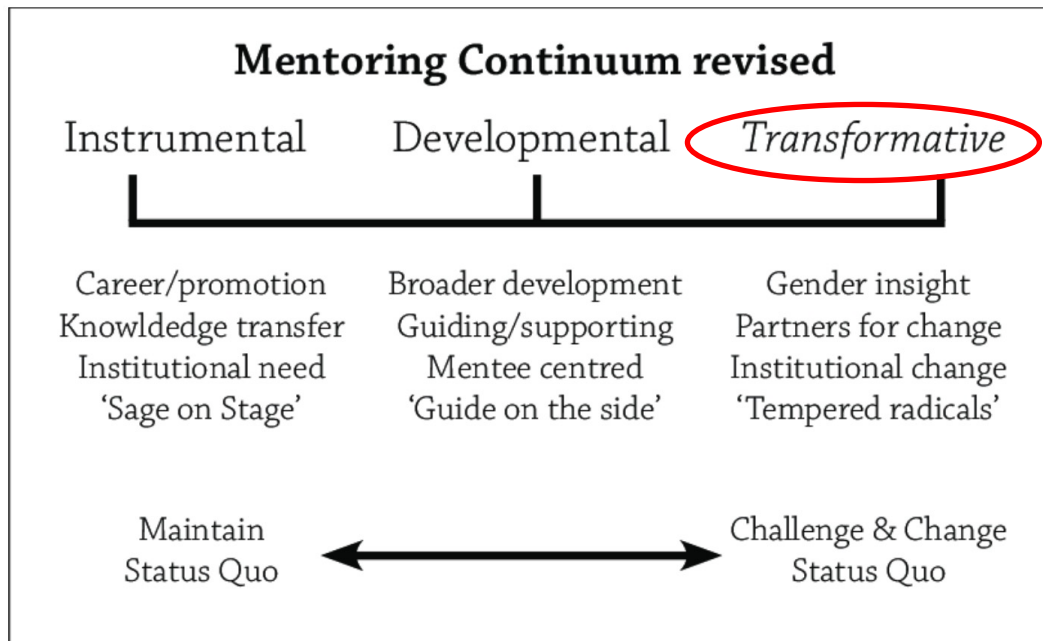 Mentoring Continuum revised
Instrumental Developmental Transformative
Career/promotion Broader development Gender insight
Knowldedge transfer Guiding/supporting Partners for change
Institutional need Mentee centred Institutional change
‘Sage on Stage’ ‘Guide on the side’ ‘Tempered radicals’
Maintain Challenge & Change
Status Quo Status Quo